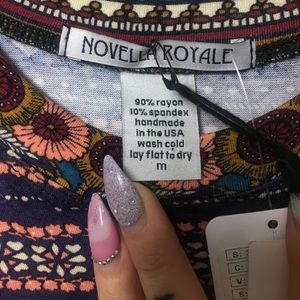 NOVELLA ROYALE
90% rayon
10% spandex
handmade
in the USA
wash cold
lay flat to dry
m
S:
C:
V:
S: